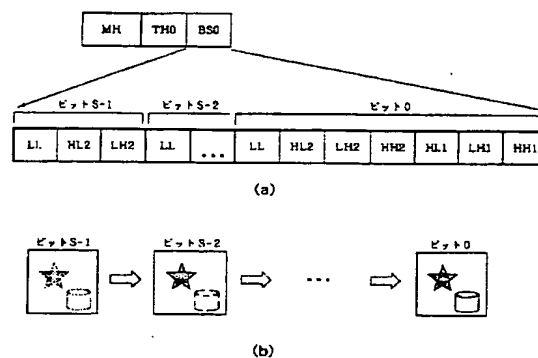 MH TH0 BS0
ビットS-1 ビットS-2 ビット0
LL HL2 LH2 LL ... LL HL2 LH2 HH2 HL1 LH1 HH1
(a)
ビットS-1 ビットS-2 ビット0
...
(b)